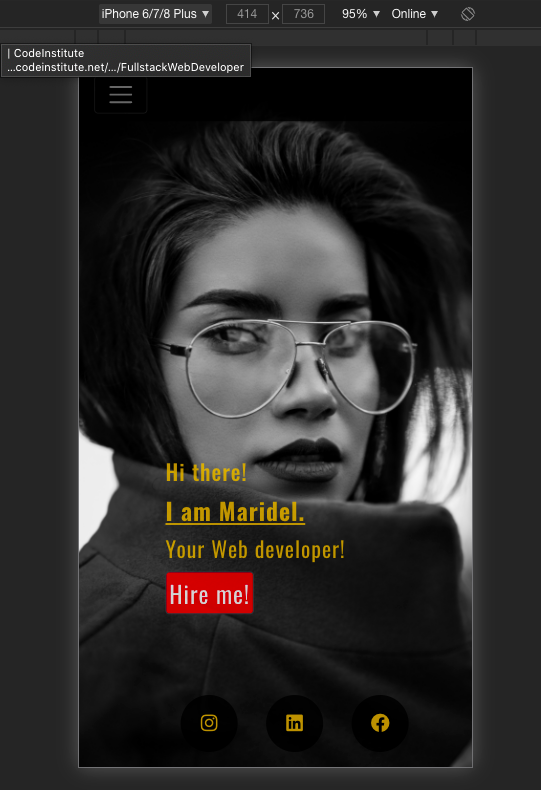 iPhone 6/7/8 Plus ▼ 414 × 736 95% ▼ Online ▼
| CodeInstitute
...codeinstitute.net/.../FullstackWebDeveloper
Hi there!
I am Maridel.
Your Web developer!
Hire me!